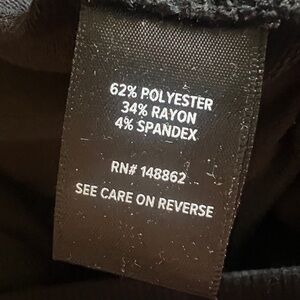 62% POLYESTER
34% RAYON
4% SPANDEX
RN# 148862
SEE CARE ON REVERSE